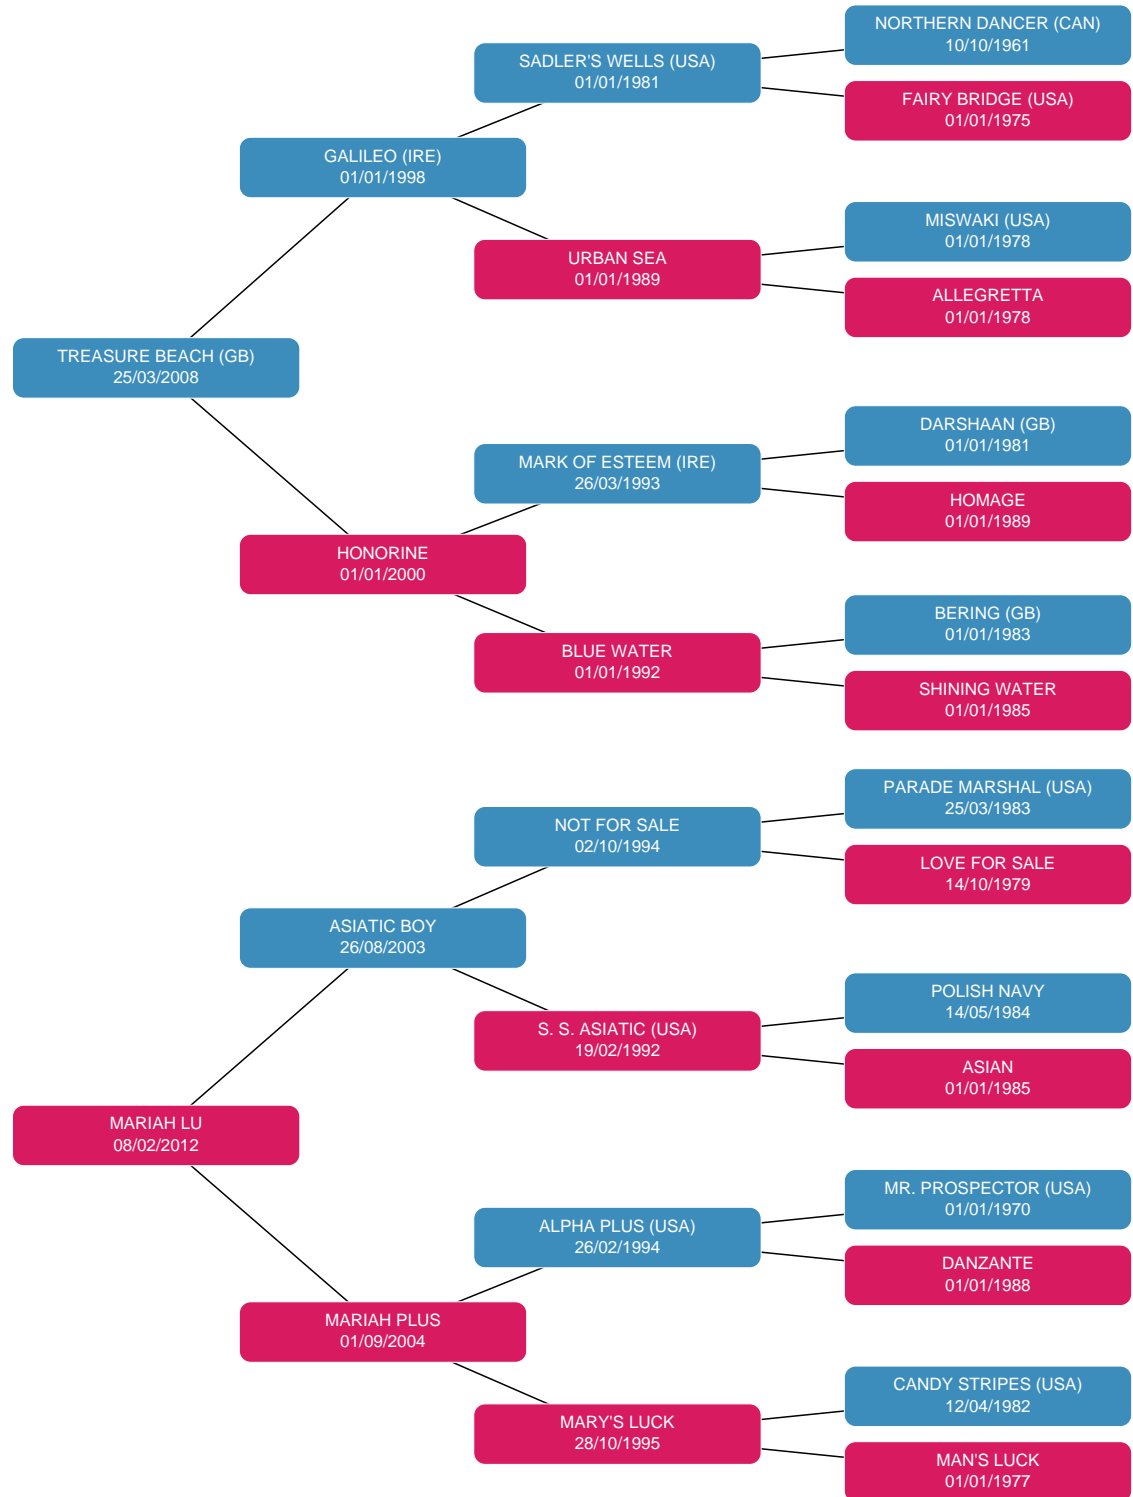 NORTHERN DANCER (CAN)
10/10/1961
SADLER'S WELLS (USA)
01/01/1981
FAIRY BRIDGE (USA)
01/01/1975
GALILEO (IRE)
01/01/1998
MISWAKI (USA)
01/01/1978
URBAN SEA
01/01/1989
ALLEGRETTA
01/01/1978
TREASURE BEACH (GB)
25/03/2008
DARSHAAN (GB)
01/01/1981
MARK OF ESTEEM (IRE)
26/03/1993
HOMAGE
01/01/1989
HONORINE
01/01/2000
BERING (GB)
01/01/1983
BLUE WATER
01/01/1992
SHINING WATER
01/01/1985
PARADE MARSHAL (USA)
25/03/1983
NOT FOR SALE
02/10/1994
LOVE FOR SALE
14/10/1979
ASIATIC BOY
26/08/2003
POLISH NAVY
14/05/1984
S. S. ASIATIC (USA)
19/02/1992
ASIAN
01/01/1985
MARIAH LU
08/02/2012
MR. PROSPECTOR (USA)
01/01/1970
ALPHA PLUS (USA)
26/02/1994
DANZANTE
01/01/1988
MARIAH PLUS
01/09/2004
CANDY STRIPES (USA)
12/04/1982
MARY'S LUCK
28/10/1995
MAN'S LUCK
01/01/1977